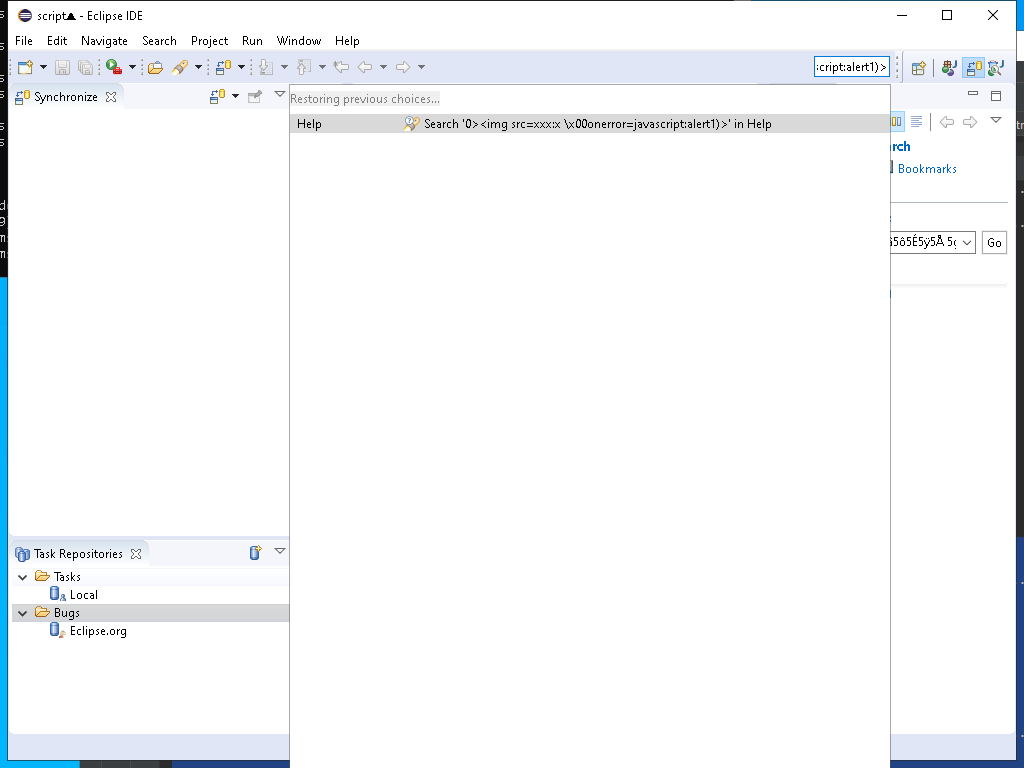 script▲ - Eclipse IDE
File Edit Navigate Search Project Run Window Help
:cript:alert1)>
Synchronize
Restoring previous choices...
Help Search '0><img src=xxx:x \x00onerror=javascript:alert1)>' in Help
rch
Bookmarks
Go
Task Repositories
Tasks
Local
Bugs
Eclipse.org